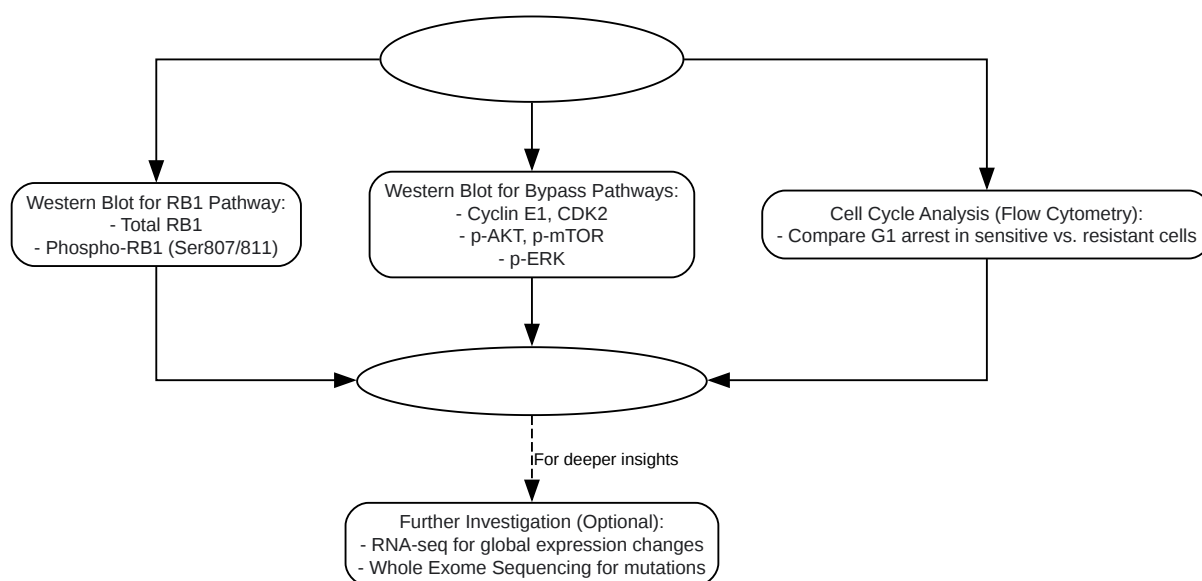 Western Blot for RB1 Pathway:
- Total RB1
- Phospho-RB1 (Ser807/811)
Western Blot for Bypass Pathways:
- Cyclin E1, CDK2
- p-AKT, p-mTOR
- p-ERK
Cell Cycle Analysis (Flow Cytometry):
- Compare G1 arrest in sensitive vs. resistant cells
For deeper insights
Further Investigation (Optional):
- RNA-seq for global expression changes
- Whole Exome Sequencing for mutations